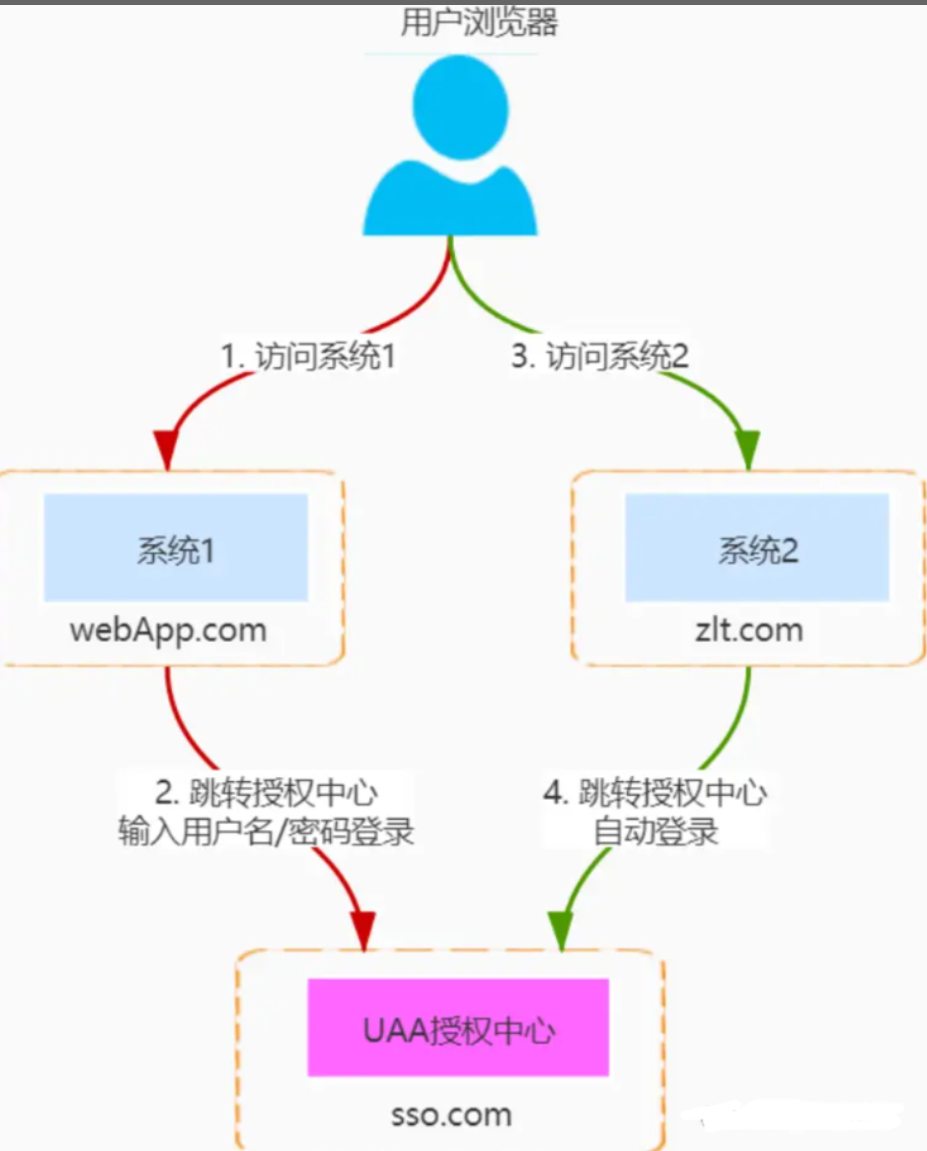 用户浏览器
1. 访问系统1
3. 访问系统2
系统1
webApp.com
系统2
zlt.com
2. 跳转授权中心
输入用户名/密码登录
4. 跳转授权中心
自动登录
UAA授权中心
sso.com